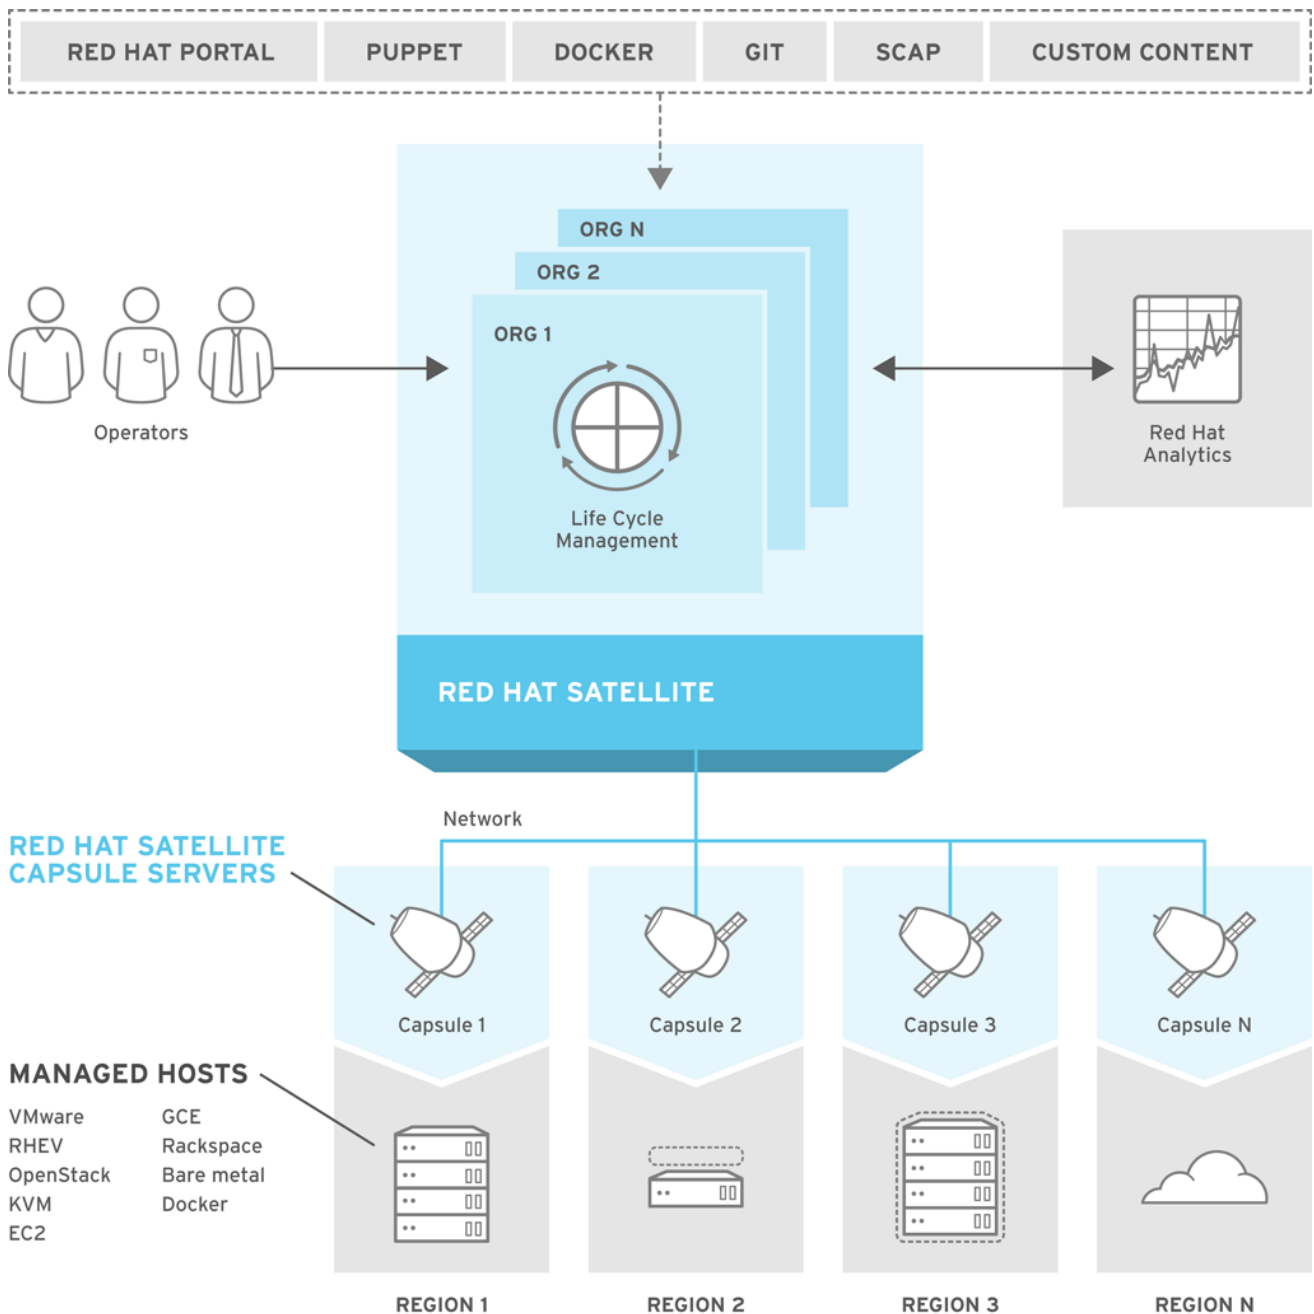 RED HAT PORTAL
PUPPET
DOCKER
GIT
SCAP
CUSTOM CONTENT
ORG N
ORG 2
ORG 1
Life Cycle
Management
Operators
Red Hat
Analytics
RED HAT SATELLITE
Network
RED HAT SATELLITE
CAPSULE SERVERS
Capsule 1
Capsule 2
Capsule 3
Capsule N
MANAGED HOSTS
VMware
RHEV
OpenStack
KVM
EC2
GCE
Rackspace
Bare metal
Docker
REGION 1
REGION 2
REGION 3
REGION N